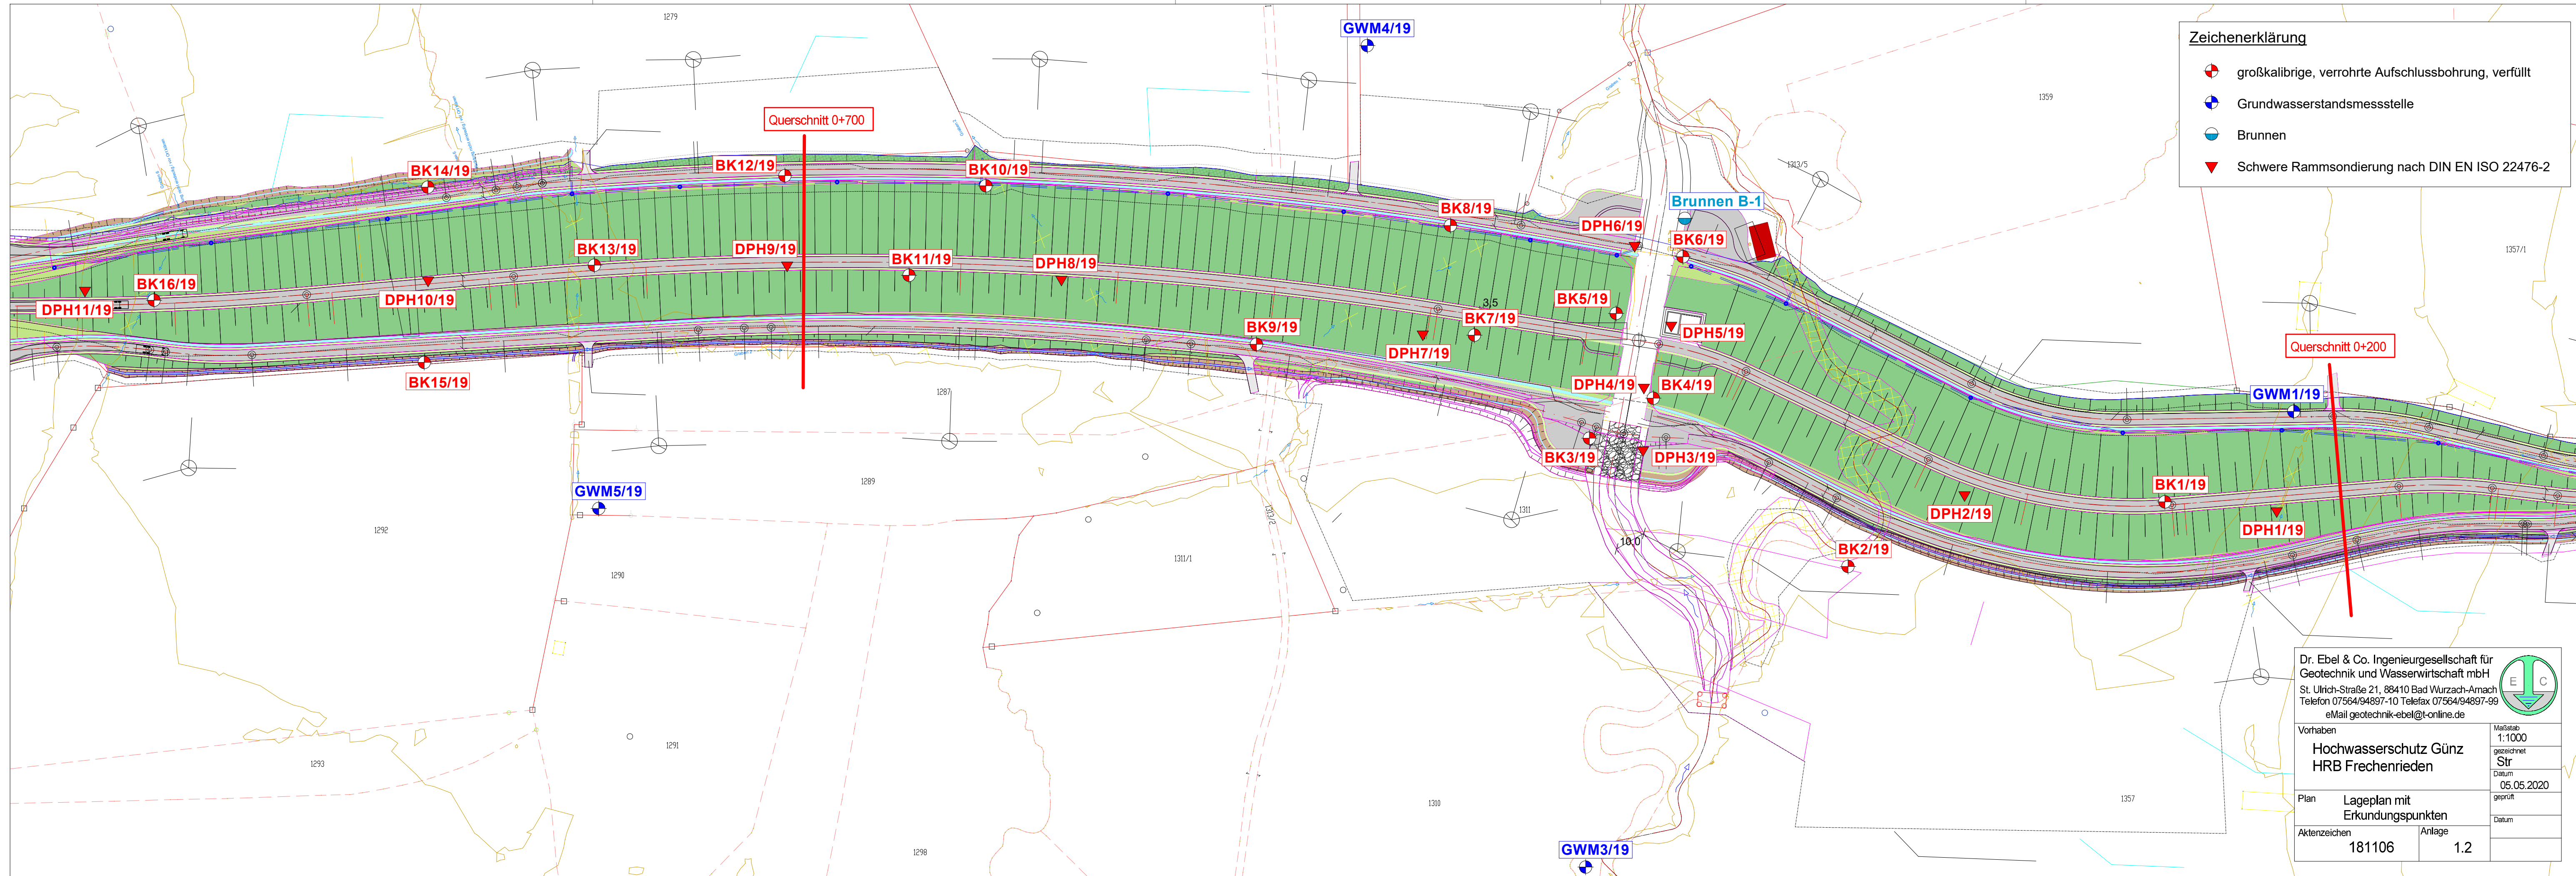 1279
GWM4/19
Zeichenerklärung
großkalibrige, verrohrte Aufschlussbohrung, verfüllt
Grundwasserstandsmessstelle
Brunnen
Schwere Rammsondierung nach DIN EN ISO 22476-2
1359
Querschnitt 0+700
1313/5
BK14/19
BK12/19
BK10/19
Brunnen B-1
BK8/19
DPH6/19
BK6/19
1357/1
BK13/19
DPH9/19
BK11/19
DPH8/19
BK16/19
DPH10/19
DPH11/19
BK5/19
3,5
BK7/19
BK9/19
DPH5/19
DPH7/19
Querschnitt 0+200
BK15/19
1287
DPH4/19
BK4/19
GWM1/19
BK3/19
DPH3/19
1289
GWM5/19
BK1/19
1311
1313/2
DPH2/19
DPH1/19
1292
10,0
BK2/19
1311/1
1290
1291
1293
1310
1357
1298
GWM3/19
Dr. Ebel & Co. Ingenieurgesellschaft für
Geotechnik und Wasserwirtschaft mbH
St. Ulrich-Straße 21, 88410 Bad Wurzach-Arnach
Telefon 07564/94897-10 Telefax 07564/94897-99
eMail geotechnik-ebel@t-online.de
E C
Vorhaben
Hochwasserschutz Günz
HRB Frechenrieden
Maßstab
1:1000
gezeichnet
Str
Datum
05.05.2020
Plan
Lageplan mit
Erkundungspunkten
geprüft
Datum
Aktenzeichen
181106
Anlage
1.2